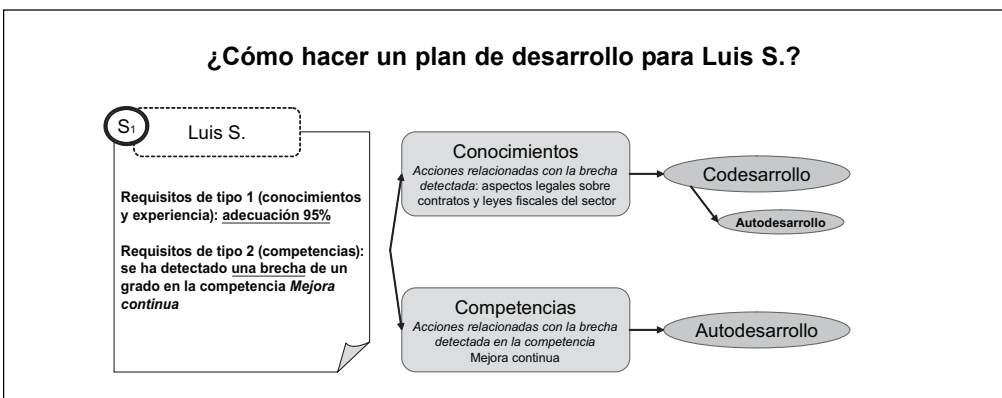 ¿Cómo hacer un plan de desarrollo para Luis S.?
S1
Luis S.
Requisitos de tipo 1 (conocimientos
y experiencia): adecuación 95%
Requisitos de tipo 2 (competencias):
se ha detectado una brecha de un
grado en la competencia Mejora
continua
Conocimientos
Acciones relacionadas con la brecha
detectada: aspectos legales sobre
contratos y leyes fiscales del sector
Codesarrollo
Autodesarrollo
Competencias
Acciones relacionadas con la brecha
detectada en la competencia
Mejora continua
Autodesarrollo